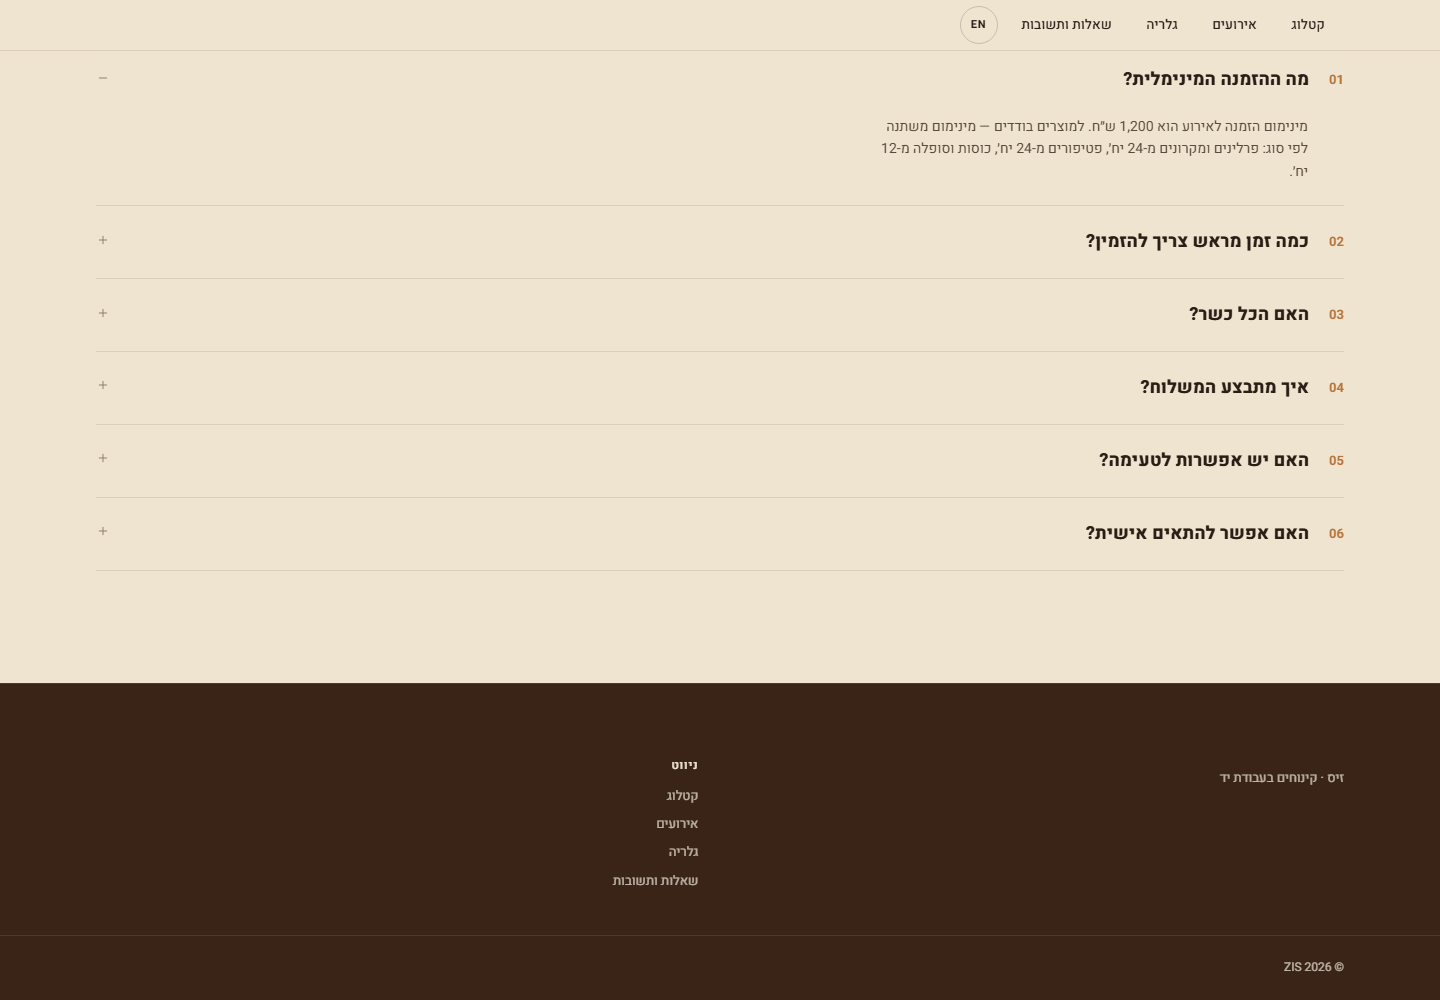 קטלוג
אירועים
גלריה
שאלות ותשובות
EN
01
מה ההזמנה המינימלית?
–
מינימום הזמנה לאירוע הוא 1,200 ש״ח. למוצרים בודדים — מינימום משתנה
לפי סוג: פרלינים ומקרונים מ-24 יח׳, פטיפורים מ-24 יח׳, כוסות וסופלה מ-12
יח׳.
02
כמה זמן מראש צריך להזמין?
+
03
האם הכל כשר?
+
04
איך מתבצע המשלוח?
+
05
האם יש אפשרות לטעימה?
+
06
האם אפשר להתאים אישית?
+
זיס · קינוחים בעבודת יד
ניווט
קטלוג
אירועים
גלריה
שאלות ותשובות
© 2026 ZIS